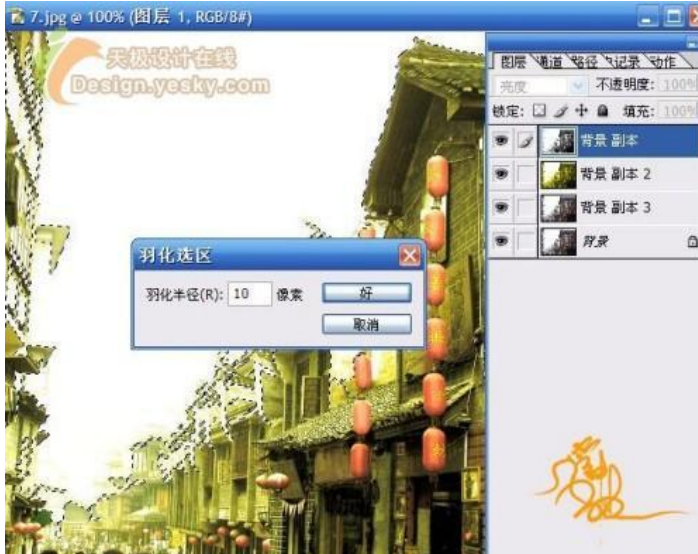 7.jpg @ 100% (图层 1, RGB/8#)
天极设计在线
Design.yesky.com
图层 通道 路径 记录 动作
亮度 不透明度: 100%
锁定: 填充: 100%
背景 副本
背景 副本 2
背景 副本 3
背景
羽化选区
羽化半径(R): 10 像素 好
取消